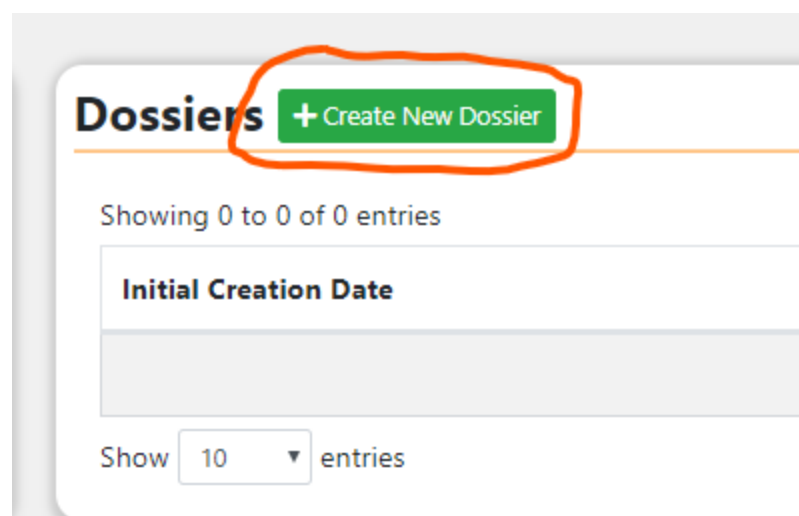 Dossiers + Create New Dossier
Showing 0 to 0 of 0 entries
Initial Creation Date
Show 10 entries